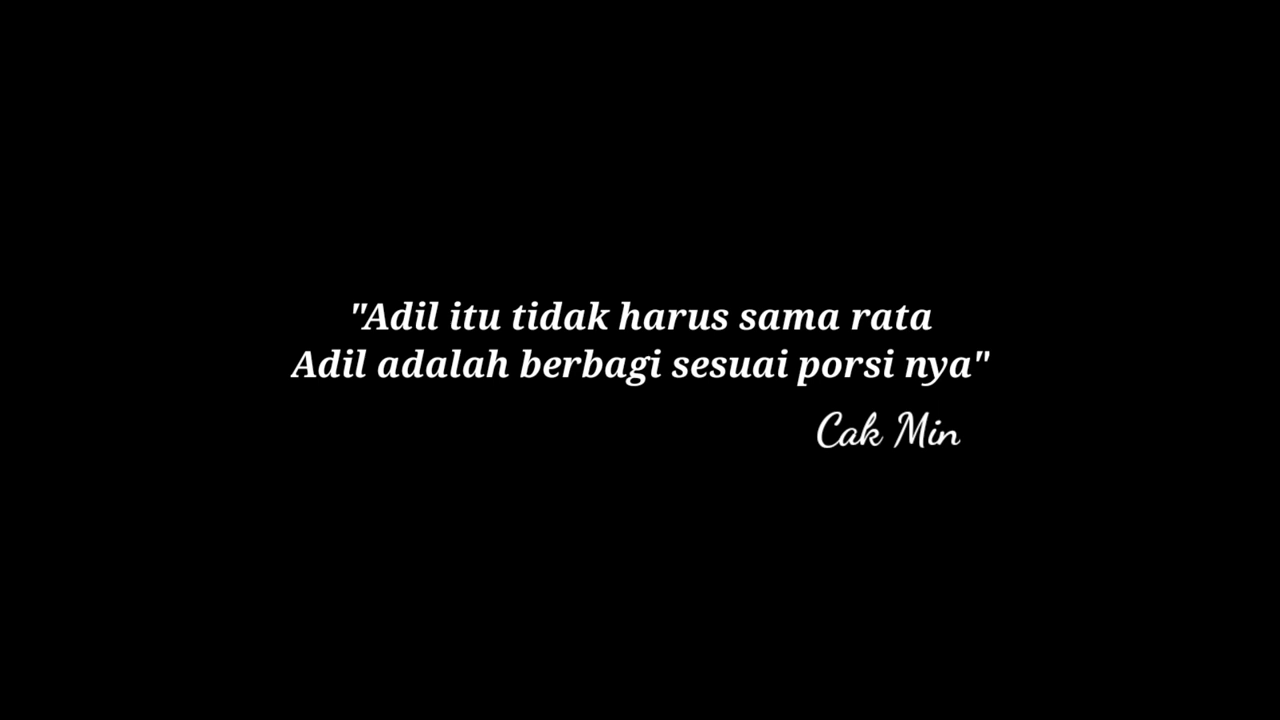 "Adil itu tidak harus sama rata
Adil adalah berbagi sesuai porsi nya"
Cak Min